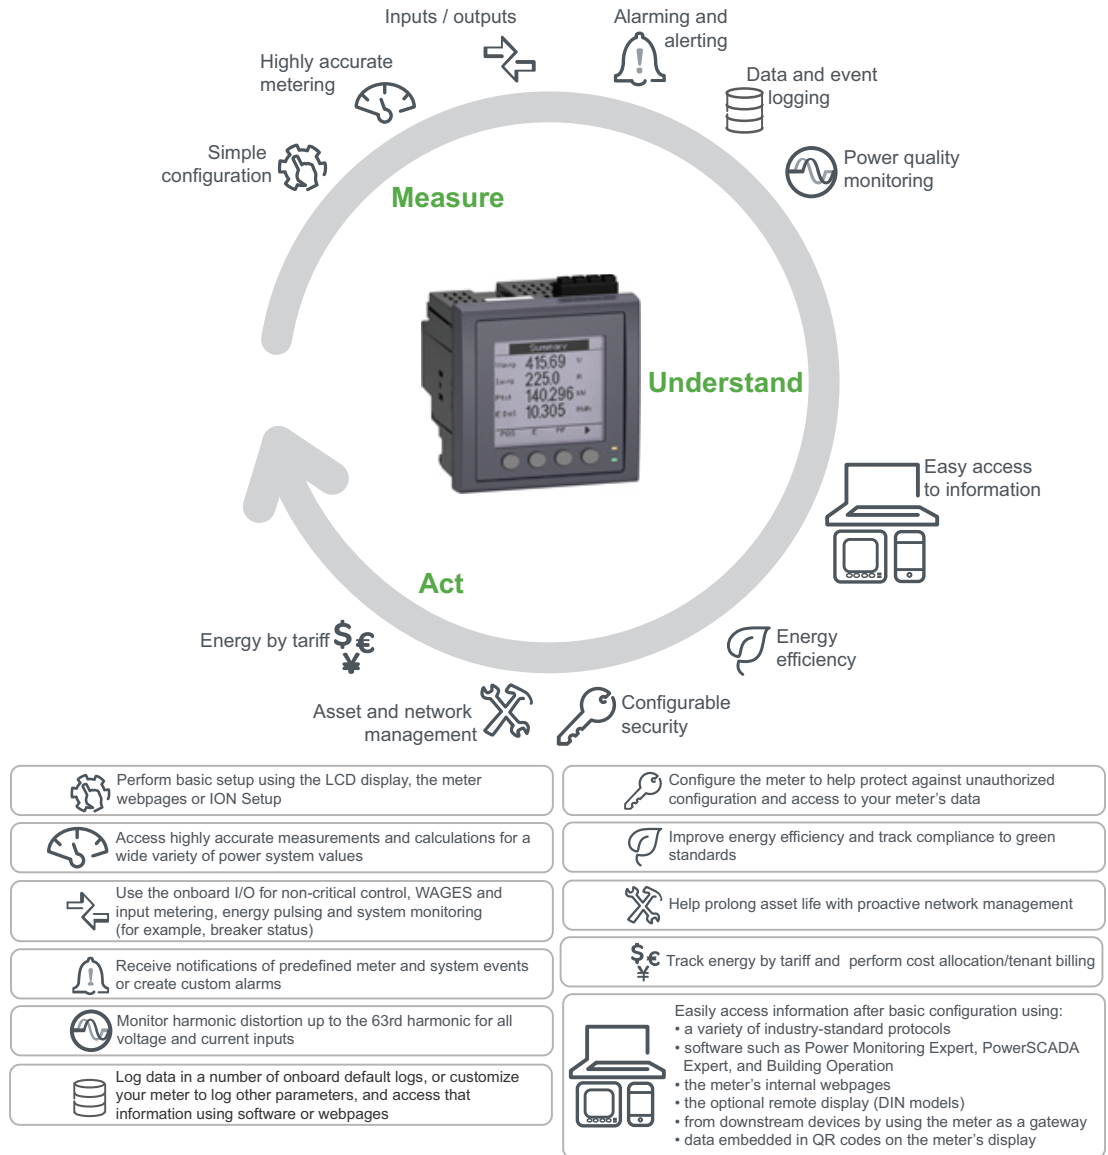 Inputs / outputs
Alarming and
alerting
Highly accurate
metering
Data and event
logging
Simple
configuration
Power quality
monitoring
Measure
Summary
Vavg 415.69 V
Iavg 225.0 A
Ptot 140.296 kW
E Del 10.305 MWh
PQS E PF
Understand
Easy access
to information
Act
Energy by tariff $ €
¥
Energy
efficiency
Asset and network
management
Configurable
security
Perform basic setup using the LCD display, the meter
webpages or ION Setup
Access highly accurate measurements and calculations for a
wide variety of power system values
Use the onboard I/O for non-critical control, WAGES and
input metering, energy pulsing and system monitoring
(for example, breaker status)
Receive notifications of predefined meter and system events
or create custom alarms
Monitor harmonic distortion up to the 63rd harmonic for all
voltage and current inputs
Log data in a number of onboard default logs, or customize
your meter to log other parameters, and access that
information using software or webpages
Configure the meter to help protect against unauthorized
configuration and access to your meter's data
Improve energy efficiency and track compliance to green
standards
Help prolong asset life with proactive network management
$ €
¥
Track energy by tariff and perform cost allocation/tenant billing
Easily access information after basic configuration using:
• a variety of industry-standard protocols
• software such as Power Monitoring Expert, PowerSCADA
Expert, and Building Operation
• the meter's internal webpages
• the optional remote display (DIN models)
• from downstream devices by using the meter as a gateway
• data embedded in QR codes on the meter's display